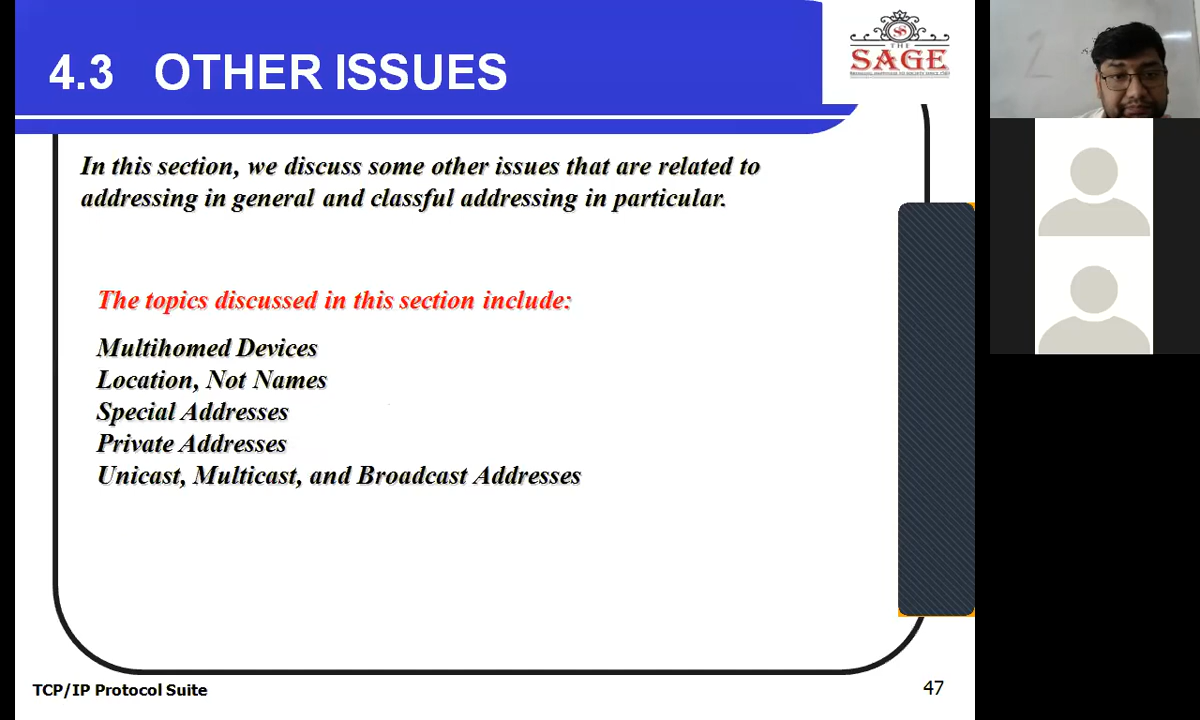 4.3 OTHER ISSUES
THE
SAGE
In this section, we discuss some other issues that are related to
addressing in general and classful addressing in particular.
The topics discussed in this section include:
Multihomed Devices
Location, Not Names
Special Addresses
Private Addresses
Unicast, Multicast, and Broadcast Addresses
TCP/IP Protocol Suite
47
2